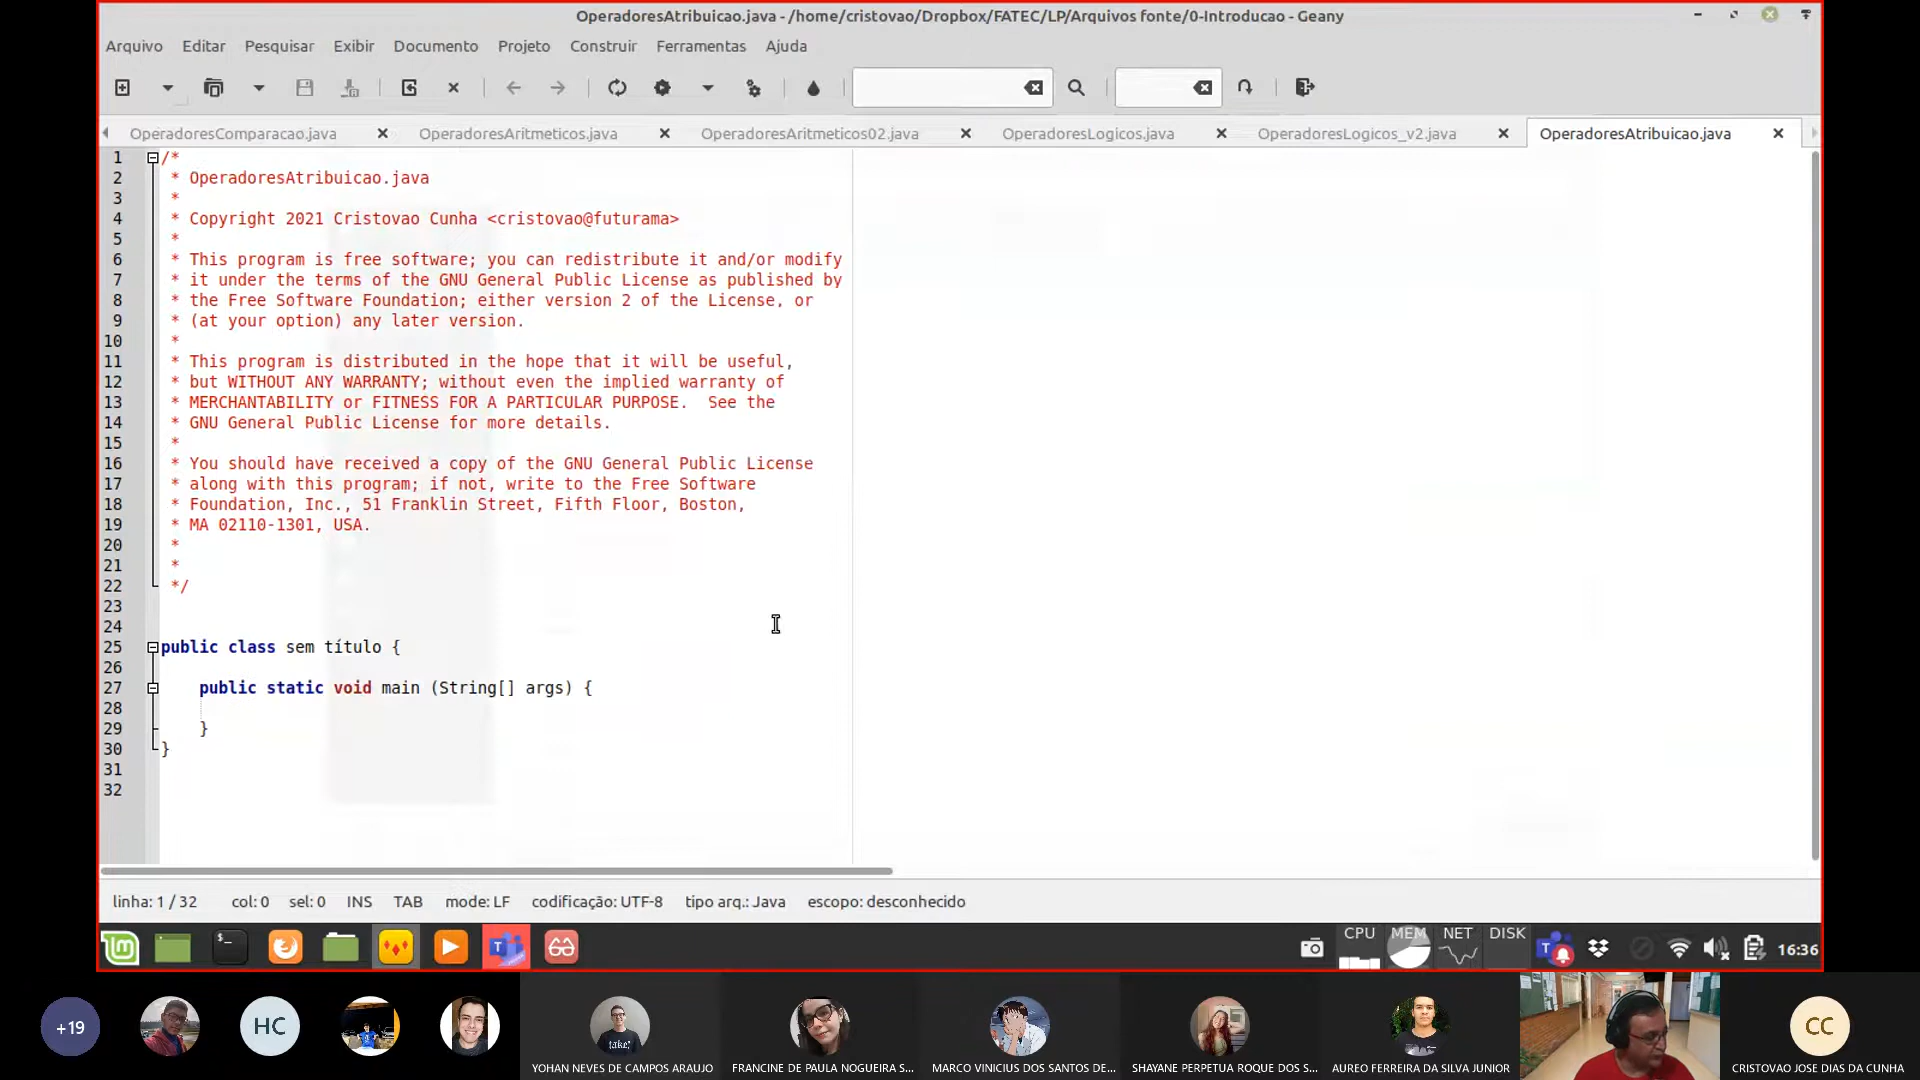 OperadoresAtribuicao.java - /home/cristovao/Dropbox/FATEC/LP/Arquivos fonte/0-Introducao - Geany
Arquivo Editar Pesquisar Exibir Documento Projeto Construir Ferramentas Ajuda
OperadoresComparacao.java OperadoresAritmeticos.java OperadoresAritmeticos02.java OperadoresLogicos.java OperadoresLogicos_v2.java OperadoresAtribuicao.java
1 /*
2 * OperadoresAtribuicao.java
3 *
4 * Copyright 2021 Cristovao Cunha <cristovao@futurama>
5 *
6 * This program is free software; you can redistribute it and/or modify
7 * it under the terms of the GNU General Public License as published by
8 * the Free Software Foundation; either version 2 of the License, or
9 * (at your option) any later version.
10 *
11 * This program is distributed in the hope that it will be useful,
12 * but WITHOUT ANY WARRANTY; without even the implied warranty of
13 * MERCHANTABILITY or FITNESS FOR A PARTICULAR PURPOSE.  See the
14 * GNU General Public License for more details.
15 *
16 * You should have received a copy of the GNU General Public License
17 * along with this program; if not, write to the Free Software
18 * Foundation, Inc., 51 Franklin Street, Fifth Floor, Boston,
19 * MA 02110-1301, USA.
20 *
21 *
22 */
23
24
25 public class sem título {
26
27 public static void main (String[] args) {
28
29 }
30 }
31
32
linha: 1 / 32 col: 0 sel: 0 INS TAB mode: LF codificação: UTF-8 tipo arq.: Java escopo: desconhecido
CPU MEM NET DISK 16:36
+19 HC take! CC
YOHAN NEVES DE CAMPOS ARAUJO FRANCINE DE PAULA NOGUEIRA S... MARCO VINICIUS DOS SANTOS DE... SHAYANE PERPETUA ROQUE DOS S... AUREO FERREIRA DA SILVA JUNIOR CRISTOVAO JOSE DIAS DA CUNHA